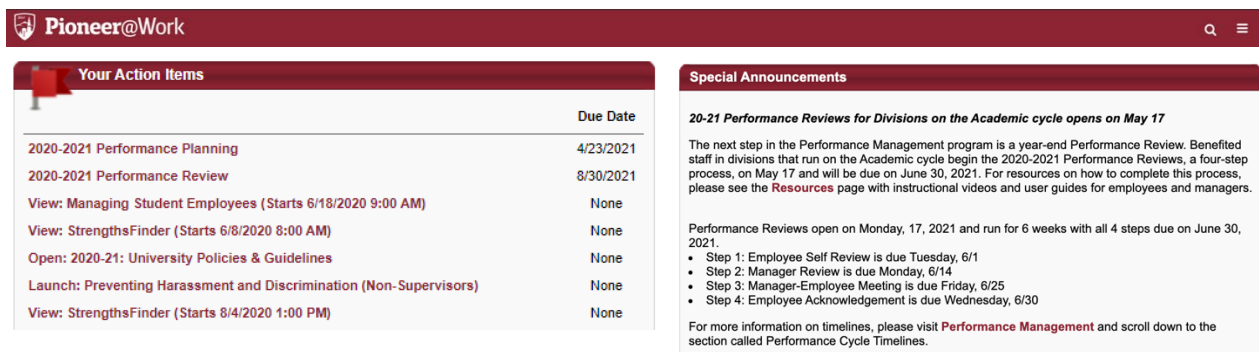 Pioneer@Work
Your Action Items
Due Date
2020-2021 Performance Planning 4/23/2021
2020-2021 Performance Review 8/30/2021
View: Managing Student Employees (Starts 6/18/2020 9:00 AM) None
View: StrengthsFinder (Starts 6/8/2020 8:00 AM) None
Open: 2020-21: University Policies & Guidelines None
Launch: Preventing Harassment and Discrimination (Non-Supervisors) None
View: StrengthsFinder (Starts 8/4/2020 1:00 PM) None
Special Announcements
20-21 Performance Reviews for Divisions on the Academic cycle opens on May 17
The next step in the Performance Management program is a year-end Performance Review. Benefited
staff in divisions that run on the Academic cycle begin the 2020-2021 Performance Reviews, a four-step
process, on May 17 and will be due on June 30, 2021. For resources on how to complete this process,
please see the Resources page with instructional videos and user guides for employees and managers.
Performance Reviews open on Monday, 17, 2021 and run for 6 weeks with all 4 steps due on June 30,
2021.
• Step 1: Employee Self Review is due Tuesday, 6/1
• Step 2: Manager Review is due Monday, 6/14
• Step 3: Manager-Employee Meeting is due Friday, 6/25
• Step 4: Employee Acknowledgement is due Wednesday, 6/30
For more information on timelines, please visit Performance Management and scroll down to the
section called Performance Cycle Timelines.